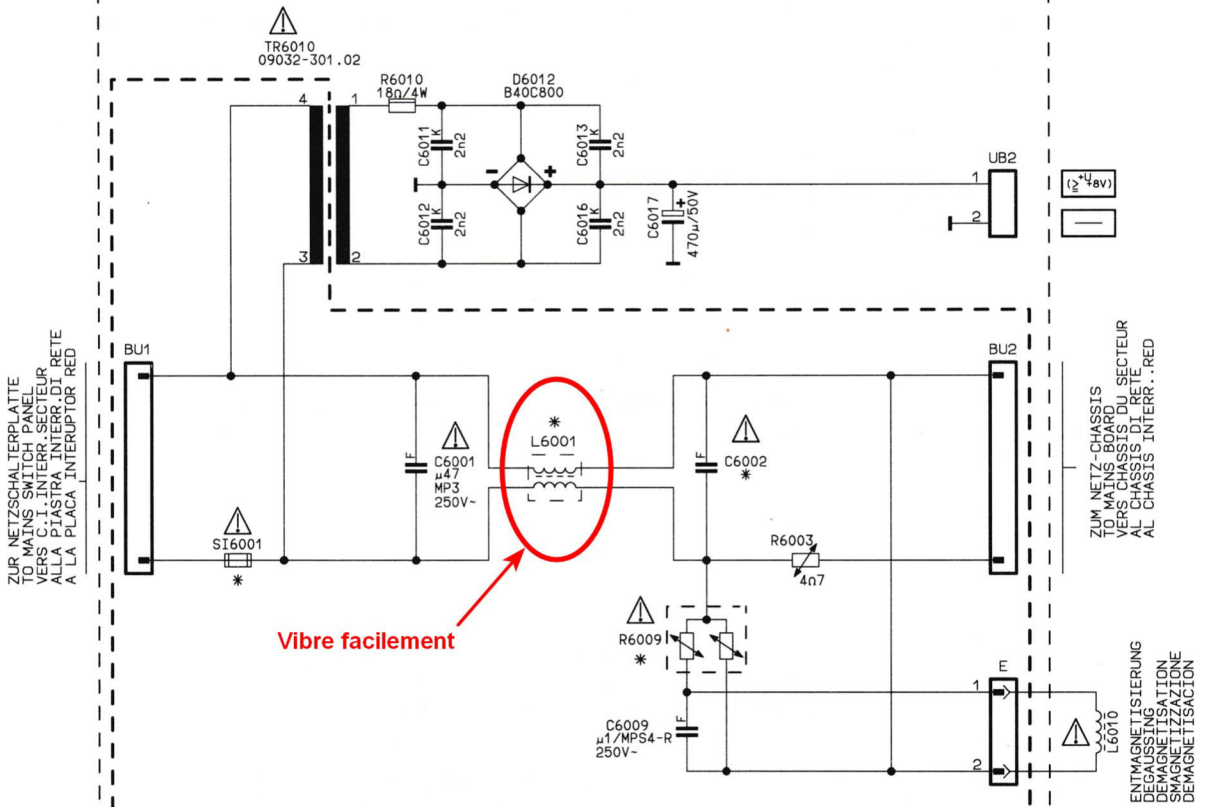 TR6010
09032-301.02
4
1
R6010
18Ω/4W
D6012
B40C800
C6011
K
2n2
C6013
K
2n2
-
+
C6012
K
2n2
C6016
K
2n2
3
2
C6017
+
470µ/50V
UB2
1
2
+U
(≥+8V)
ZUR NETZSCHALTERPLATTE
TO MAINS SWITCH PANEL
VERS C.I.INTERR.SECTEUR
ALLA PIASTRA INTERR.DI RETE
A LA PLACA INTERUPTOR RED
BU1
BU2
*
L6001
F
C6001
µ47
MP3
250V~
F
C6002
*
SI6001
*
R6003
4Ω7
Vibre facilement
R6009
*
F
C6009
µ1/MPS4-R
250V~
E
1
2
L6010
ZUM NETZ-CHASSIS
TO MAINS BOARD
VERS CHASSIS DU SECTEUR
AL CHASSIS DI RETE
AL CHASIS INTERR..RED
ENTMAGNETISIERUNG
DEGAUSSING
DEMAGNETISATION
SMAGNETIZZAZIONE
DEMAGNETISACION